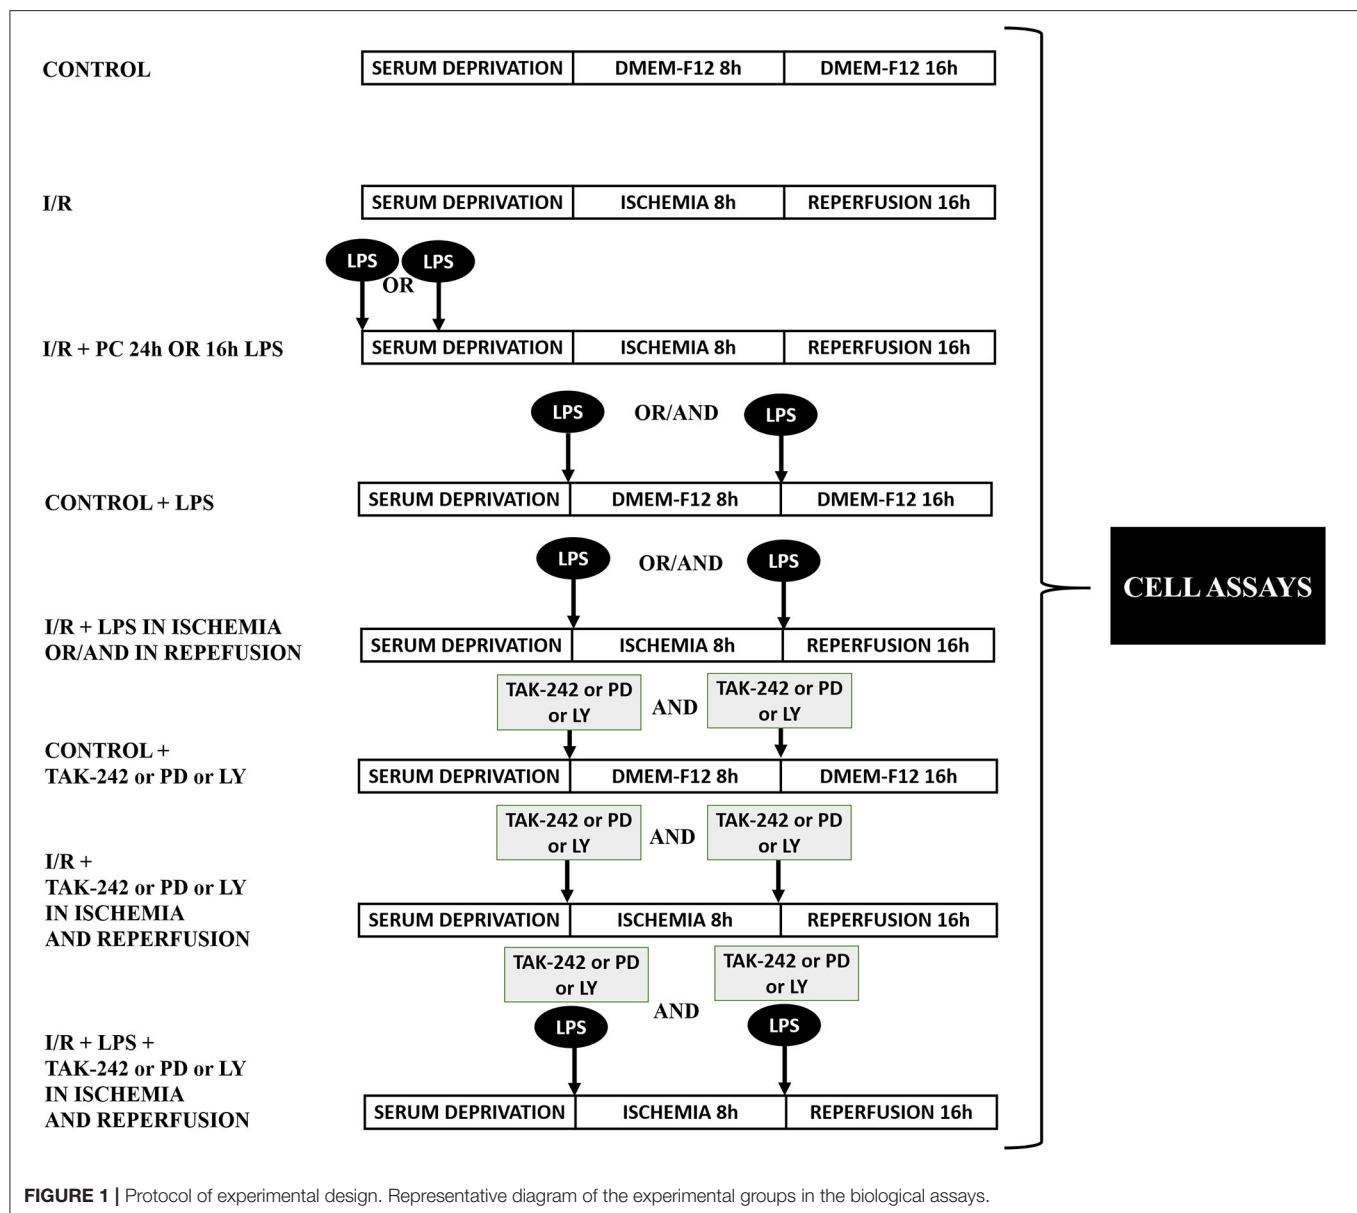 CONTROL
SERUM DEPRIVATION DMEM-F12 8h DMEM-F12 16h
I/R
SERUM DEPRIVATION ISCHEMIA 8h REPERFUSION 16h
LPS OR LPS
I/R + PC 24h OR 16h LPS
SERUM DEPRIVATION ISCHEMIA 8h REPERFUSION 16h
LPS OR/AND LPS
CONTROL + LPS
SERUM DEPRIVATION DMEM-F12 8h DMEM-F12 16h
LPS OR/AND LPS
I/R + LPS IN ISCHEMIA
OR/AND IN REPEFUSION
SERUM DEPRIVATION ISCHEMIA 8h REPERFUSION 16h
TAK-242 or PD
or LY
AND
TAK-242 or PD
or LY
CONTROL +
TAK-242 or PD or LY
SERUM DEPRIVATION DMEM-F12 8h DMEM-F12 16h
TAK-242 or PD
or LY
AND
TAK-242 or PD
or LY
I/R +
TAK-242 or PD or LY
IN ISCHEMIA
AND REPERFUSION
SERUM DEPRIVATION ISCHEMIA 8h REPERFUSION 16h
TAK-242 or PD
or LY
LPS
AND
TAK-242 or PD
or LY
LPS
I/R + LPS +
TAK-242 or PD or LY
IN ISCHEMIA
AND REPERFUSION
SERUM DEPRIVATION ISCHEMIA 8h REPERFUSION 16h
CELL ASSAYS
FIGURE 1 | Protocol of experimental design. Representative diagram of the experimental groups in the biological assays.